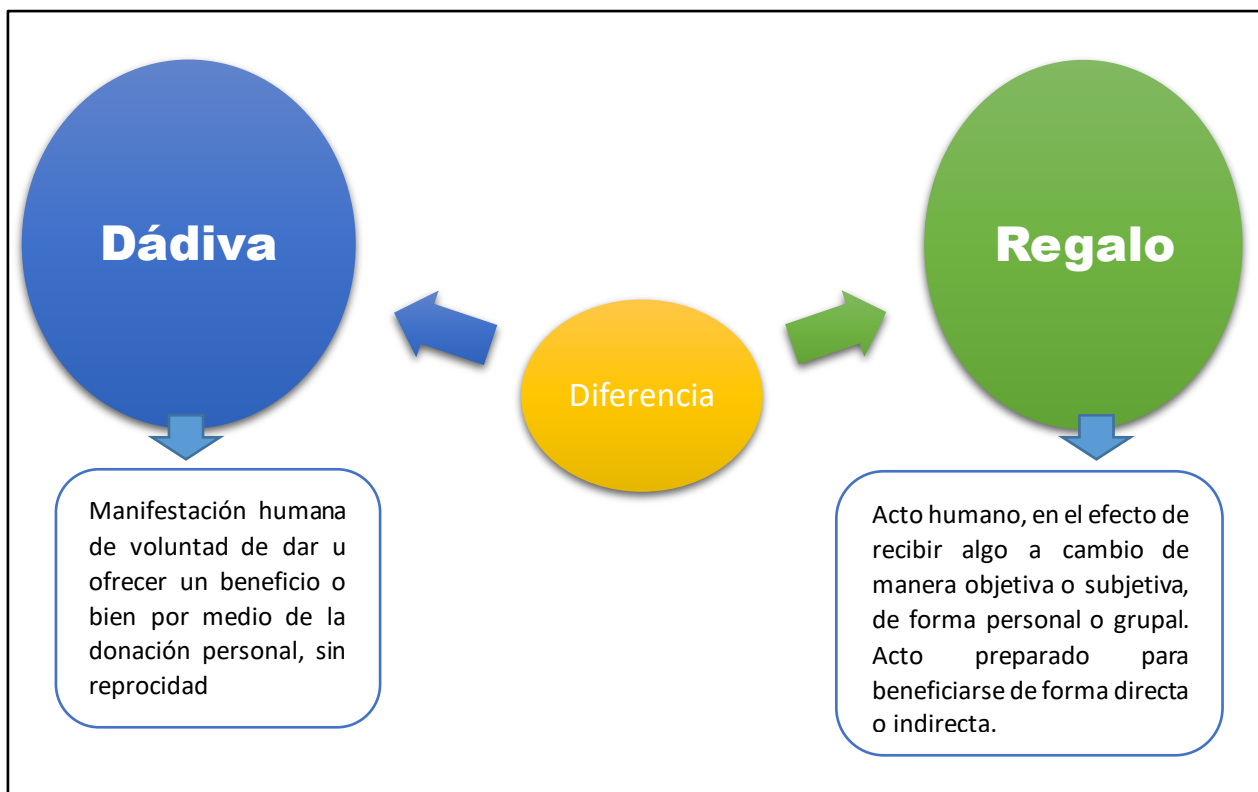 Dádiva
Regalo
Diferencia
Manifestación humana
de voluntad de dar u
ofrecer un beneficio o
bien por medio de la
donación personal, sin
reprocidad
Acto humano, en el efecto de
recibir algo a cambio de
manera objetiva o subjetiva,
de forma personal o grupal.
Acto preparado para
beneficiarse de forma directa
o indirecta.